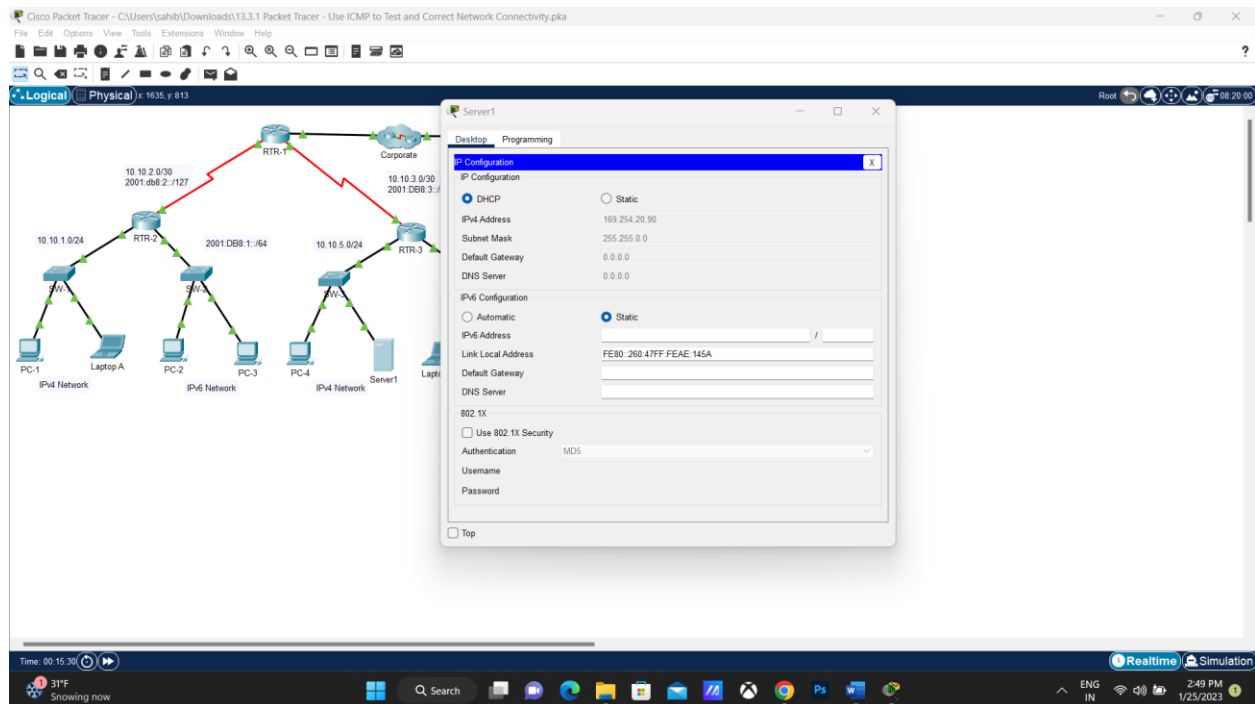 Cisco Packet Tracer - C:\Users\sahib\Downloads\13.3.1 Packet Tracer - Use ICMP to Test and Correct Network Connectivity.pka
File Edit Options View Tools Extensions Window Help
?
Logical Physical x: 1635, y: 813
Root 08:20:00
RTR-1
Corporate
10.10.2.0/30
2001:db8:2::/127
10.10.3.0/30
2001:DB8:3::/
10.10.1.0/24
RTR-2
2001:DB8:1::/64
10.10.5.0/24
RTR-3
SW-1
SW-2
SW-3
PC-1
Laptop A
PC-2
PC-3
PC-4
Server1
Lapto
IPv4 Network
IPv6 Network
IPv4 Network
Server1
Desktop Programming
IP Configuration X
IP Configuration
DHCP Static
IPv4 Address 169.254.20.90
Subnet Mask 255.255.0.0
Default Gateway 0.0.0.0
DNS Server 0.0.0.0
IPv6 Configuration
Automatic Static
IPv6 Address /
Link Local Address FE80::260:47FF:FEAE:145A
Default Gateway
DNS Server
802.1X
Use 802.1X Security
Authentication MD5
Username
Password
Top
Time: 00:15:30
Realtime Simulation
1
31°F
Snowing now
Search
Ps
ENG
IN
2:49 PM
1/25/2023
1